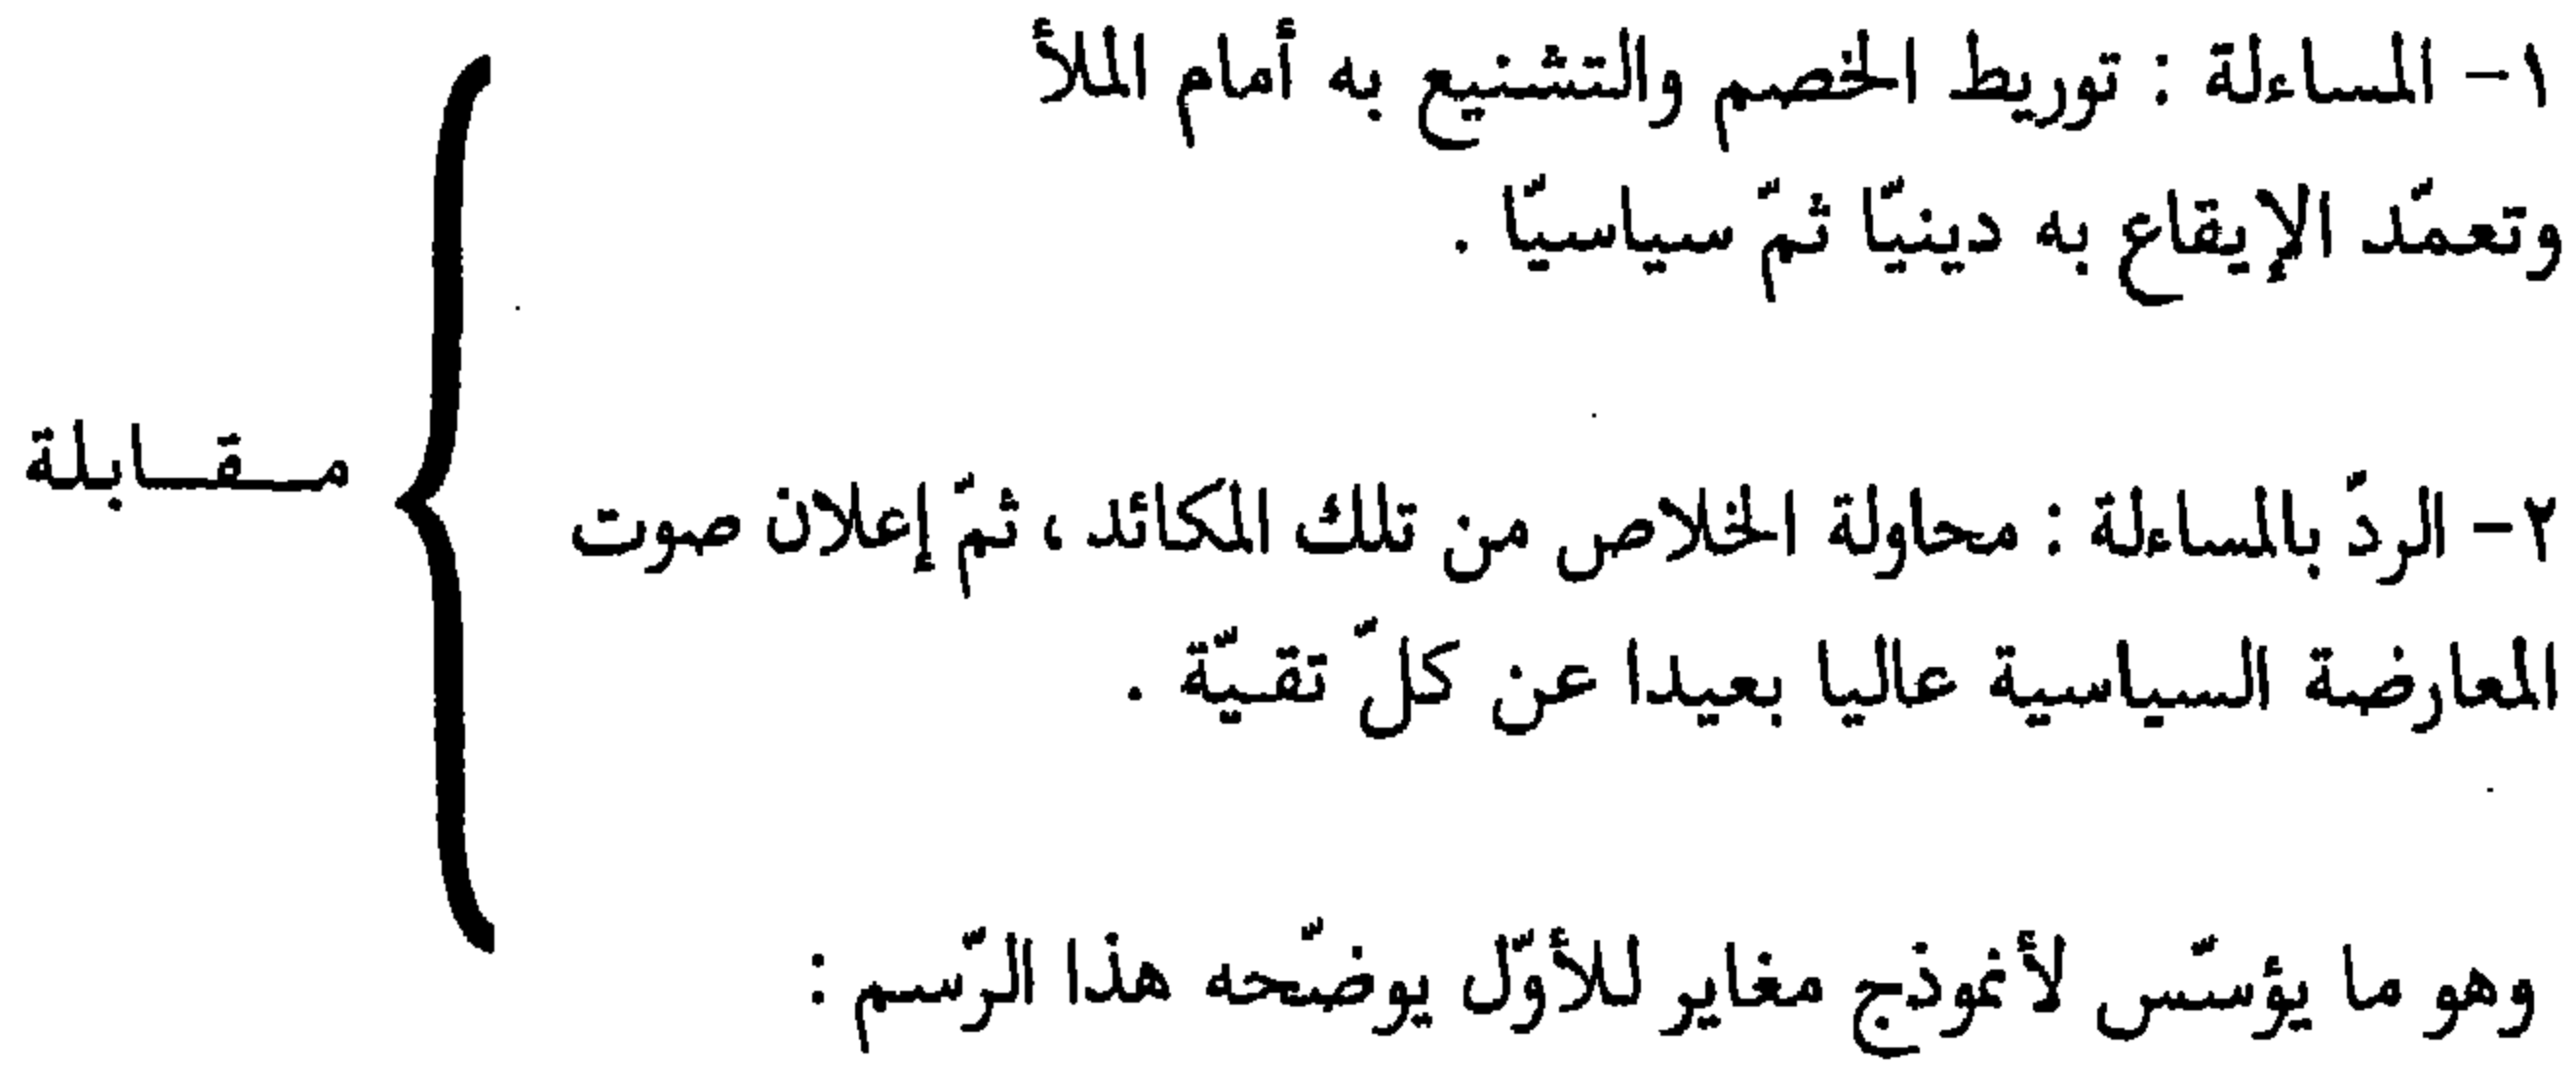 ١- المساءلة : توريط الخصم والتشنيع به أمام الملأ
وتعمّد الإيقاع به دينيّا ثمّ سياسيّا .
مقابلة
٢- الردّ بالمساءلة : محاولة الخلاص من تلك المكائد ، ثمّ إعلان صوت
المعارضة السياسية عاليا بعيدا عن كلّ تقيّة .
وهو ما يؤسّس لأنموذج مغاير للأوّل يوضّحه هذا الرّسم :